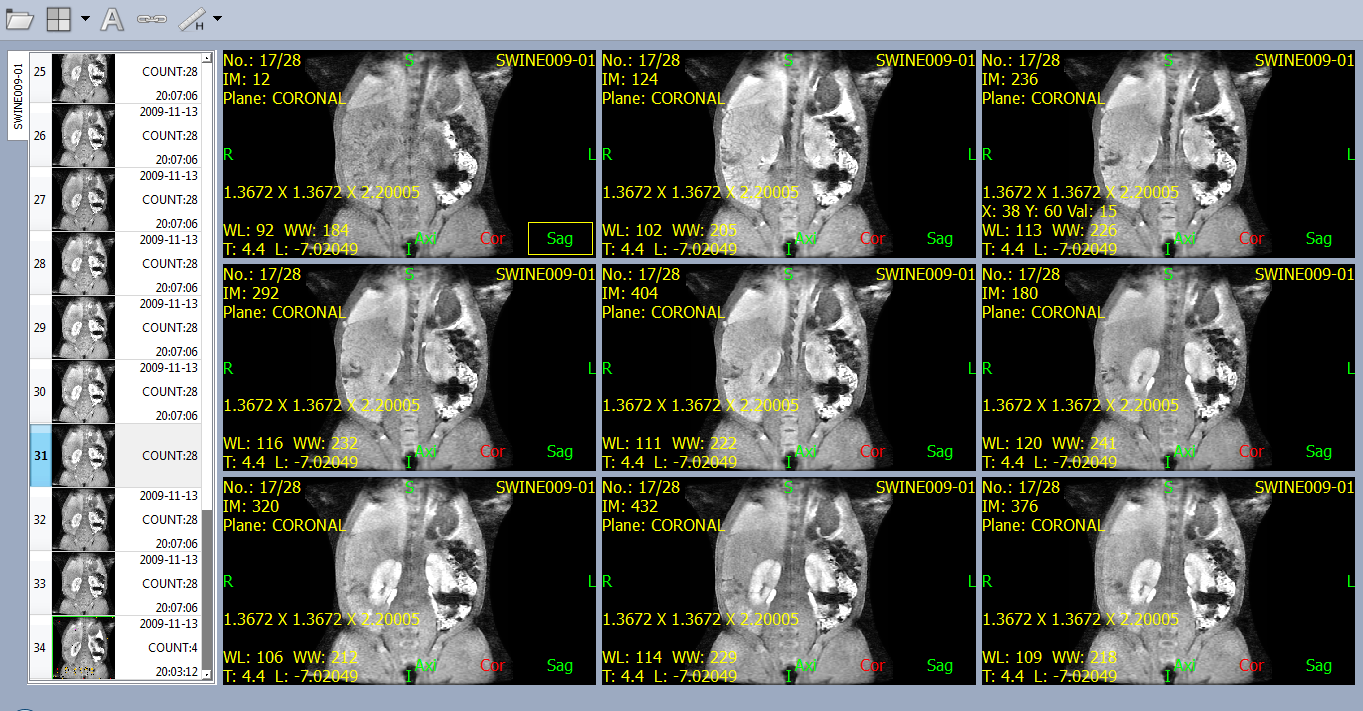 A
H
SWINE009-01
25
COUNT:28
20:07:06
2009-11-13
26
COUNT:28
20:07:06
2009-11-13
27
COUNT:28
20:07:06
2009-11-13
28
COUNT:28
20:07:06
2009-11-13
29
COUNT:28
20:07:06
2009-11-13
30
COUNT:28
20:07:06
31
COUNT:28
2009-11-13
32
COUNT:28
20:07:06
2009-11-13
33
COUNT:28
20:07:06
2009-11-13
34
COUNT:4
20:03:12
No.: 17/28 S SWINE009-01
IM: 12
Plane: CORONAL
R L
1.3672 X 1.3672 X 2.20005
WL: 92 WW: 184
Axi Cor Sag
T: 4.4 L: -7.02049 I
No.: 17/28 S SWINE009-01
IM: 124
Plane: CORONAL
R L
1.3672 X 1.3672 X 2.20005
WL: 102 WW: 205
Axi Cor Sag
T: 4.4 L: -7.02049 I
No.: 17/28 S SWINE009-01
IM: 236
Plane: CORONAL
R L
1.3672 X 1.3672 X 2.20005
X: 38 Y: 60 Val: 15
WL: 113 WW: 226
Axi Cor Sag
T: 4.4 L: -7.02049 I
No.: 17/28 S SWINE009-01
IM: 292
Plane: CORONAL
R L
1.3672 X 1.3672 X 2.20005
WL: 116 WW: 232
Axi Cor Sag
T: 4.4 L: -7.02049 I
No.: 17/28 S SWINE009-01
IM: 404
Plane: CORONAL
R L
1.3672 X 1.3672 X 2.20005
WL: 111 WW: 222
Axi Cor Sag
T: 4.4 L: -7.02049 I
No.: 17/28 S SWINE009-01
IM: 180
Plane: CORONAL
R L
1.3672 X 1.3672 X 2.20005
WL: 120 WW: 241
Axi Cor Sag
T: 4.4 L: -7.02049 I
No.: 17/28 S SWINE009-01
IM: 320
Plane: CORONAL
R L
1.3672 X 1.3672 X 2.20005
WL: 106 WW: 212
Axi Cor Sag
T: 4.4 L: -7.02049 I
No.: 17/28 S SWINE009-01
IM: 432
Plane: CORONAL
R L
1.3672 X 1.3672 X 2.20005
WL: 114 WW: 229
Axi Cor Sag
T: 4.4 L: -7.02049 I
No.: 17/28 S SWINE009-01
IM: 376
Plane: CORONAL
R L
1.3672 X 1.3672 X 2.20005
WL: 109 WW: 218
Axi Cor Sag
T: 4.4 L: -7.02049 I